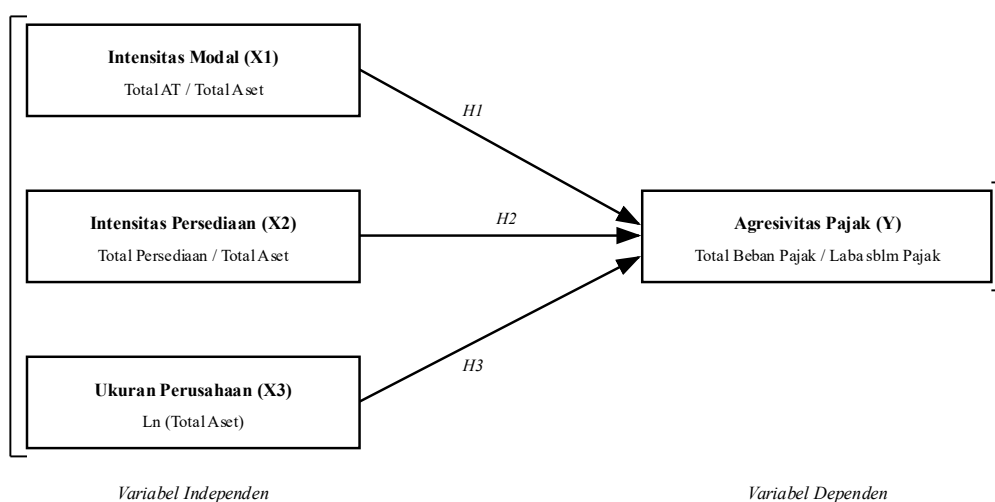 Intensitas Modal (X1)
Total AT / Total Aset
H1
Intensitas Persediaan (X2)
Total Persediaan / Total Aset
H2
Agresivitas Pajak (Y)
Total Beban Pajak / Laba sblm Pajak
Ukuran Perusahaan (X3)
Ln (Total Aset)
H3
Variabel Independen
Variabel Dependen